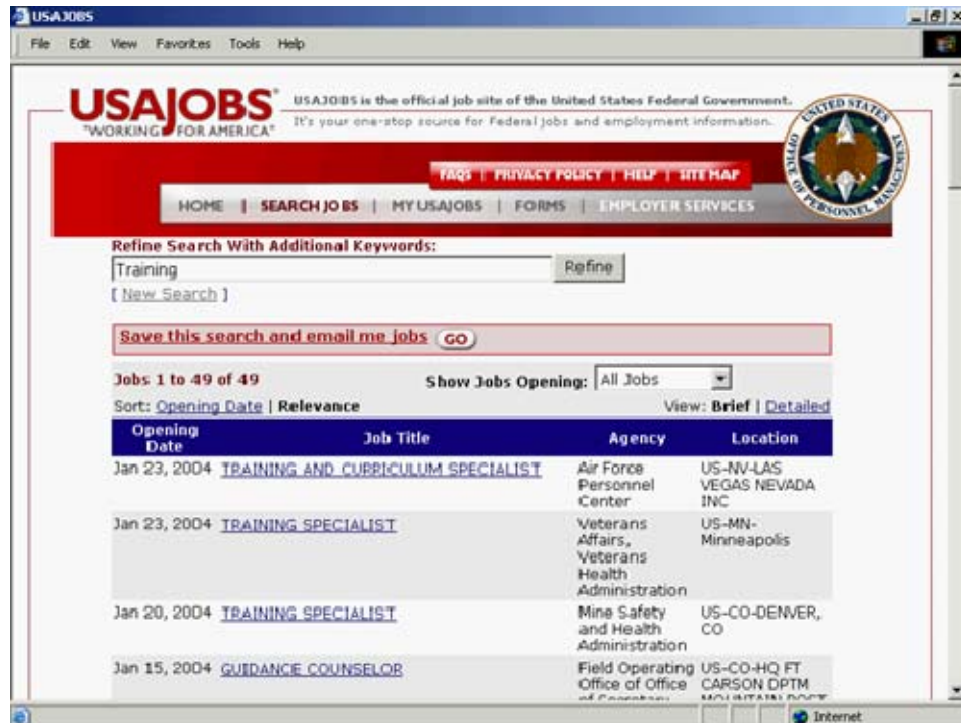 USAJOBS
File Edit View Favorites Tools Help
USAJOBS
"WORKING FOR AMERICA"
USAJOBS is the official job site of the United States Federal Government.
It's your one-stop source for Federal jobs and employment information.
UNITED STATES
OFFICE OF PERSONNEL MANAGEMENT
FAQS | PRIVACY POLICY | HELP | SITE MAP
HOME | SEARCH JOBS | MY USAJOBS | FORMS | EMPLOYER SERVICES
Refine Search With Additional Keywords:
Training Refine
[ New Search ]
Save this search and email me jobs GO
Jobs 1 to 49 of 49 Show Jobs Opening: All Jobs
Sort: Opening Date | Relevance View: Brief | Detailed
Opening
Date Job Title Agency Location
Jan 23, 2004 TRAINING AND CURRICULUM SPECIALIST Air Force US-NV-LAS
Personnel VEGAS NEVADA
Center INC
Jan 23, 2004 TRAINING SPECIALIST Veterans US-MN-
Affairs, Minneapolis
Veterans
Health
Administration
Jan 20, 2004 TRAINING SPECIALIST Mine Safety US-CO-DENVER,
and Health CO
Administration
Jan 15, 2004 GUIDANCE COUNSELOR Field Operating US-CO-HQ FT
Office of Office CARSON DPTM
Internet